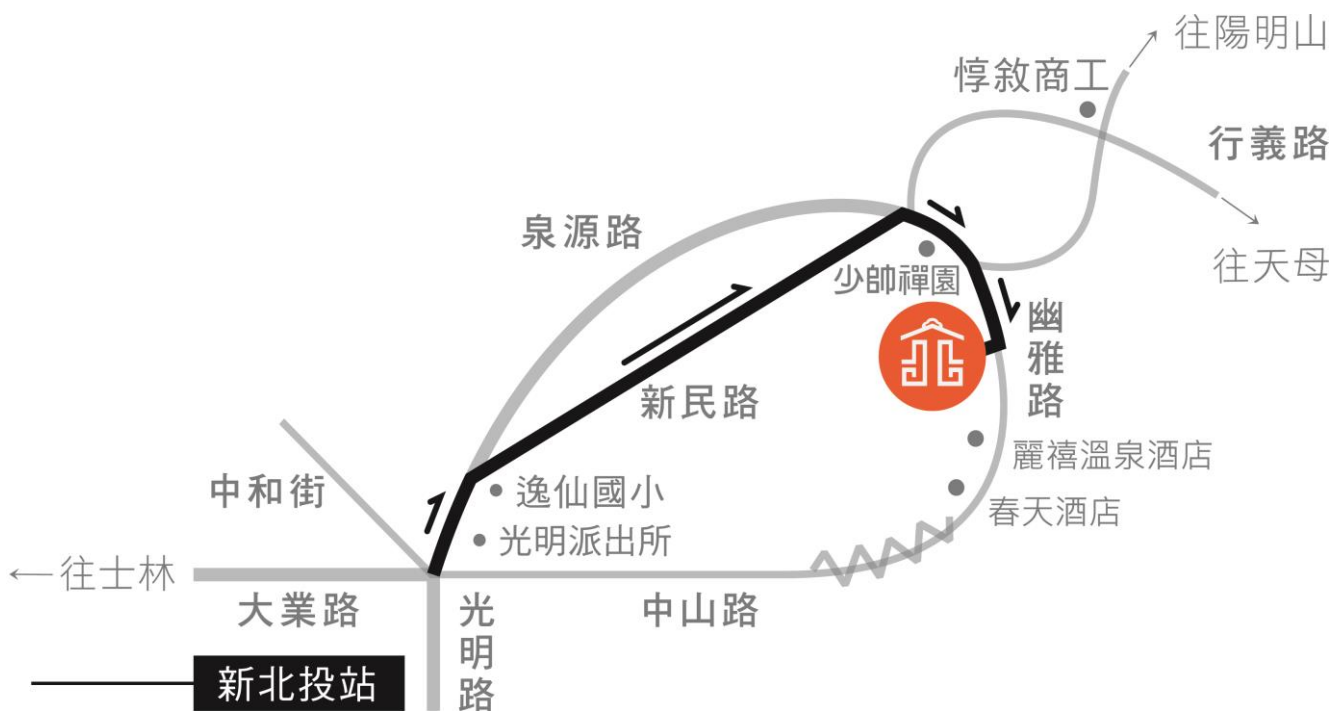 往陽明山
惇敘商工
行義路
泉源路
往天母
少帥禪園
幽雅路
新民路
麗禧溫泉酒店
中和街
逸仙國小
春天酒店
光明派出所
往士林
大業路
光明路
中山路
新北投站